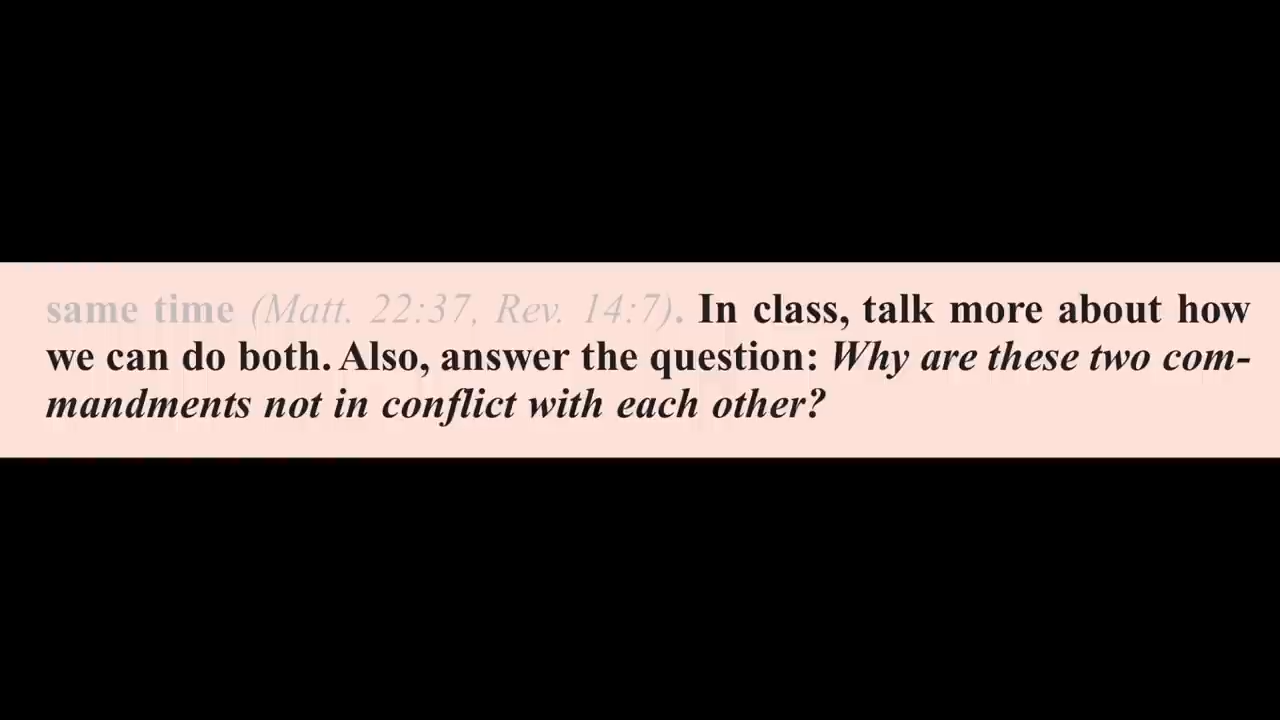 same time (Matt. 22:37, Rev. 14:7). In class, talk more about how
we can do both. Also, answer the question: Why are these two com-
mandments not in conflict with each other?